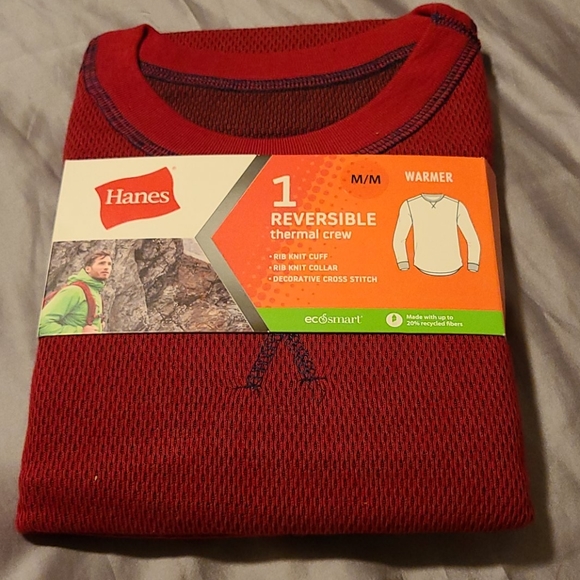 Hanes
1
REVERSIBLE
thermal crew
• RIB KNIT CUFF
• RIB KNIT COLLAR
• DECORATIVE CROSS STITCH
M/M
WARMER
ecosmart®
Made with up to
20% recycled fibers